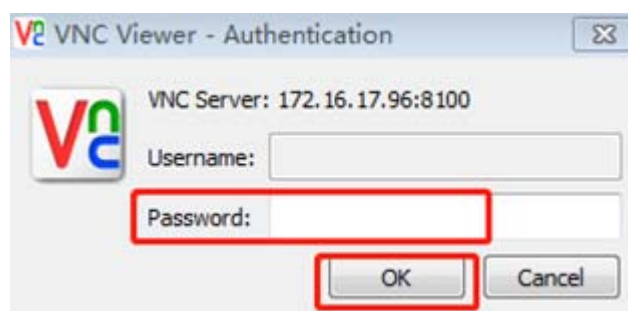 VNC Viewer - Authentication
VNC Server: 172.16.17.96:8100
Username:
Password:
OK Cancel